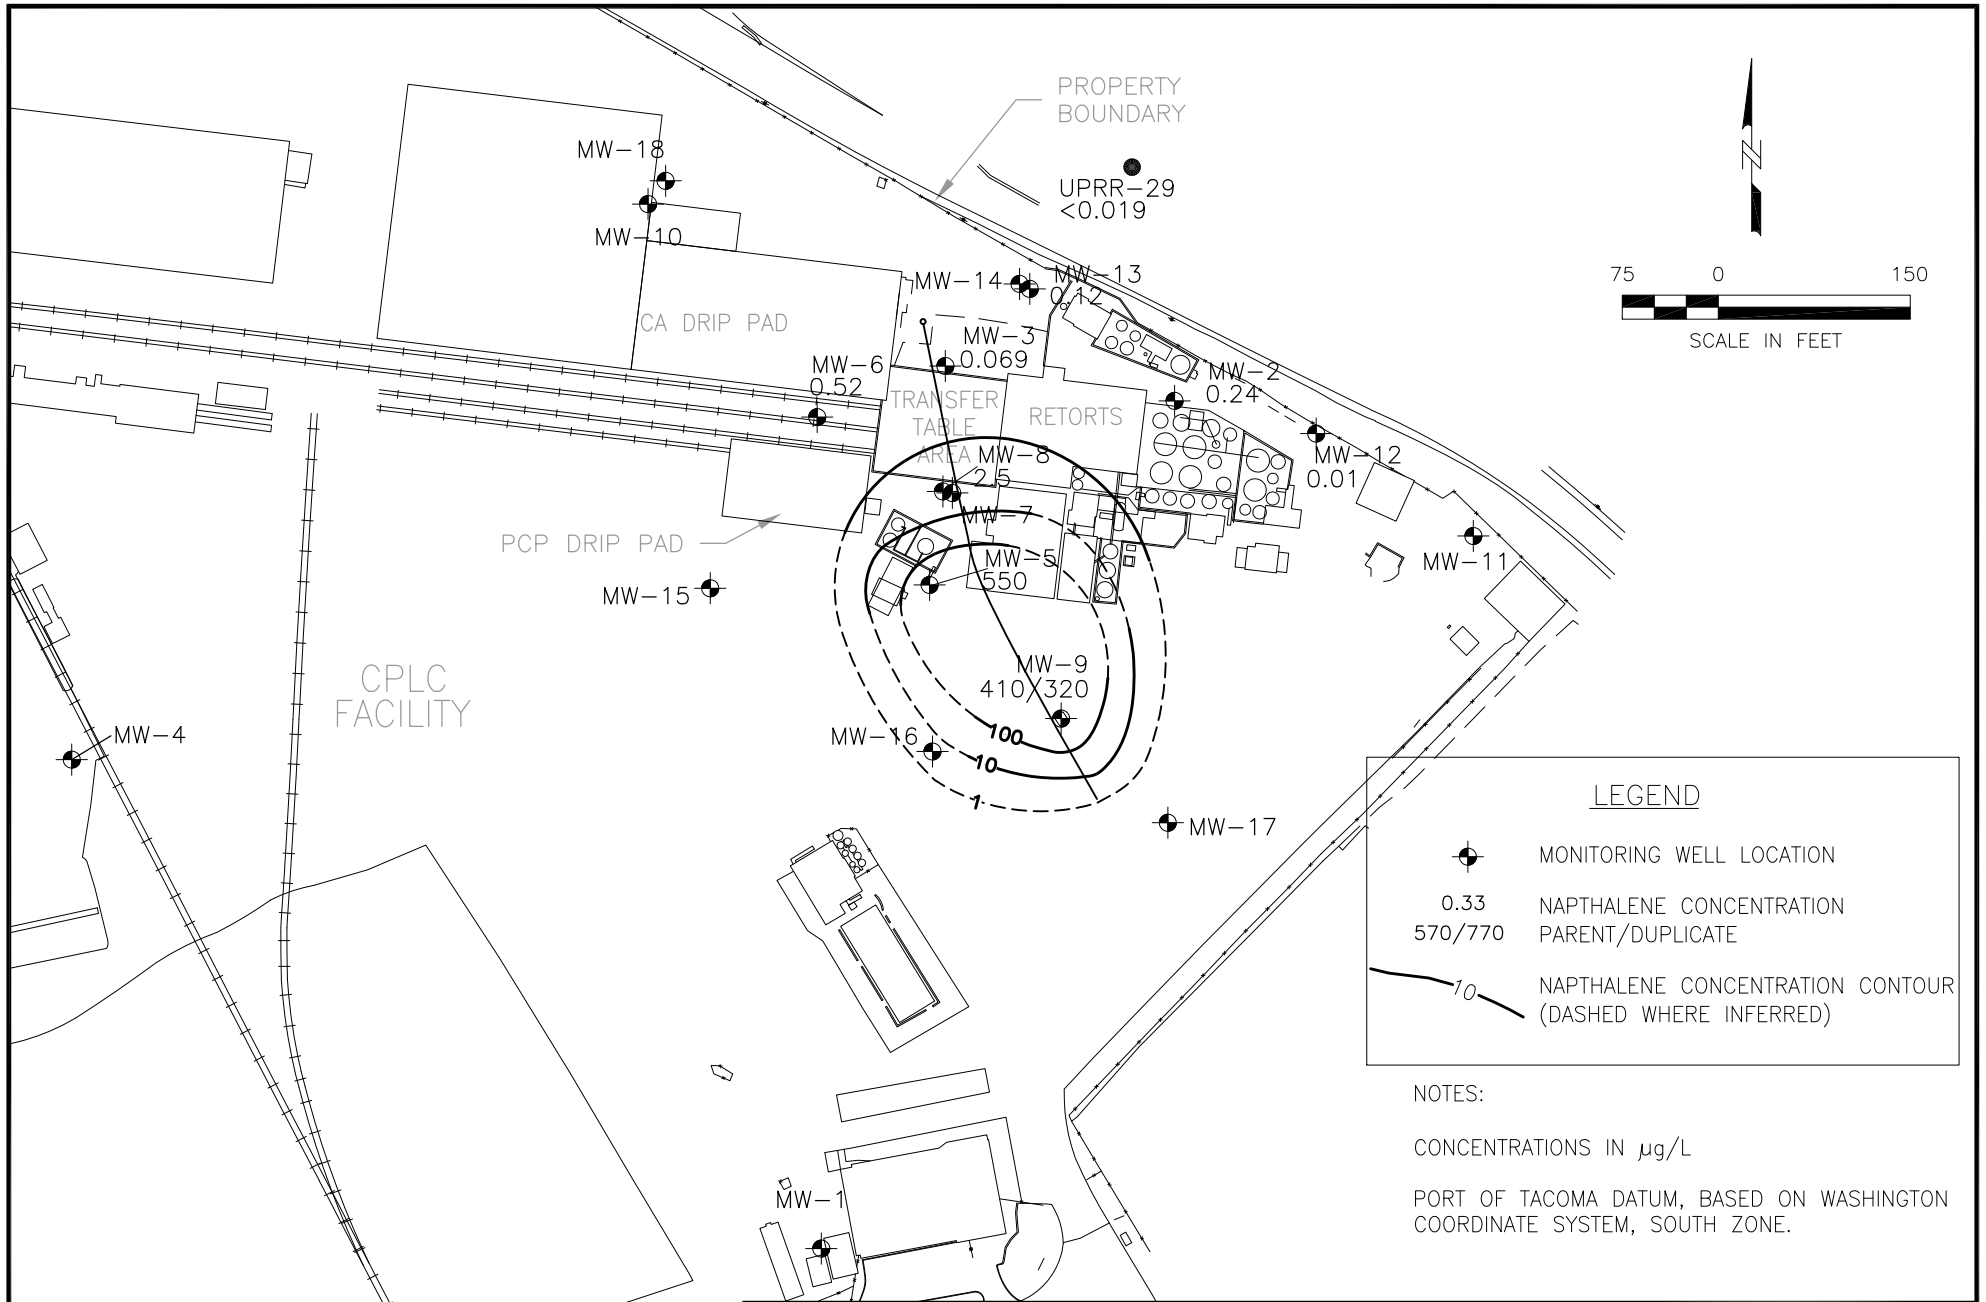 PROPERTY
BOUNDARY
MW-18
UPRR-29
<0.019
MW-10
MW-14
MW-13
0.12
75 0 150
SCALE IN FEET
CA DRIP PAD
MW-3
0.069
MW-6
0.52
MW-2
0.24
TRANSFER
TABLE
AREA
RETORTS
MW-8
2.5
MW-12
0.01
MW-7
PCP DRIP PAD
MW-5
550
MW-11
MW-15
MW-9
410/320
CPLC
FACILITY
MW-4
MW-16
100
10
1
MW-17
LEGEND
MONITORING WELL LOCATION
0.33 NAPTHALENE CONCENTRATION
570/770 PARENT/DUPLICATE
10 NAPTHALENE CONCENTRATION CONTOUR
(DASHED WHERE INFERRED)
NOTES:
CONCENTRATIONS IN µg/L
PORT OF TACOMA DATUM, BASED ON WASHINGTON
COORDINATE SYSTEM, SOUTH ZONE.
MW-1
N